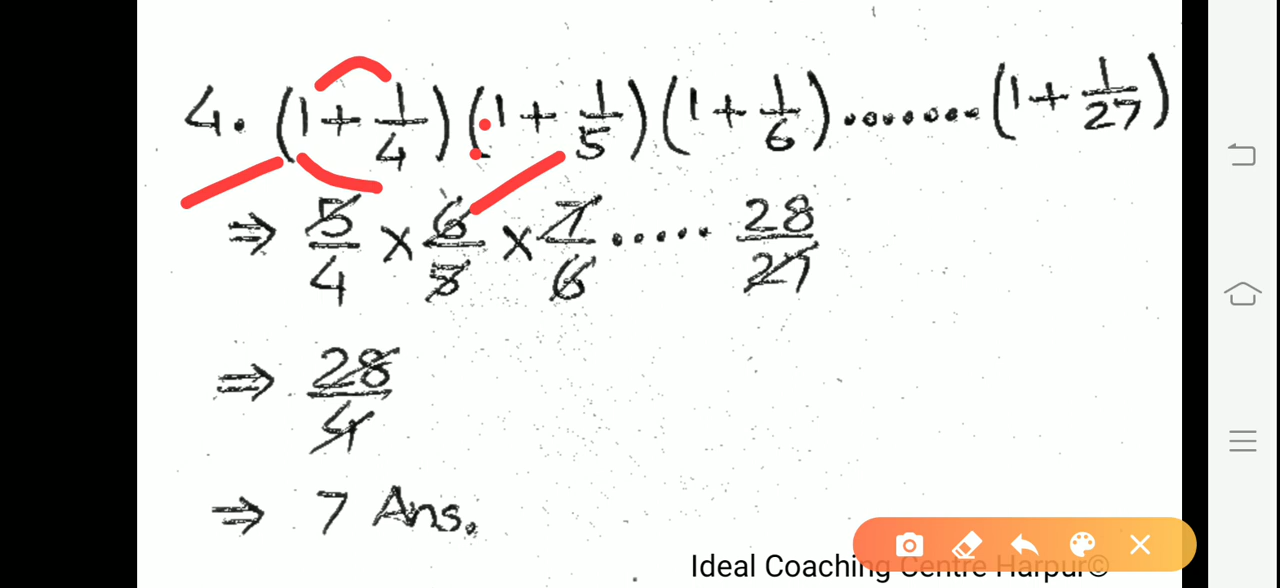 4. (1 + 1/4) (1 + 1/5) (1 + 1/6) ........ (1 + 1/27)
⇒ 5/4 × 6/5 × 7/6 ..... 28/27
⇒ 28/4
⇒ 7 Ans.
Ideal Coaching Centre Harpur©